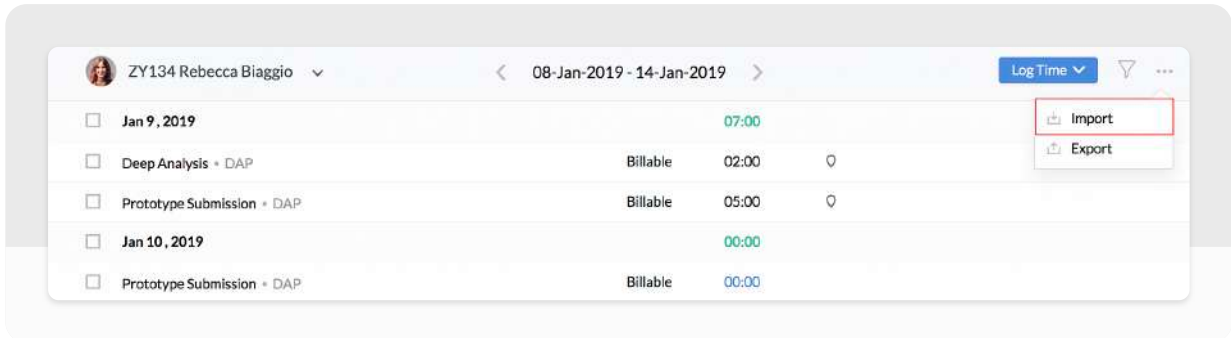 ZY134 Rebecca Biaggio 08-Jan-2019 - 14-Jan-2019 Log Time
Import
Export
Jan 9, 2019 07:00
Deep Analysis • DAP Billable 02:00
Prototype Submission • DAP Billable 05:00
Jan 10, 2019 00:00
Prototype Submission • DAP Billable 00:00